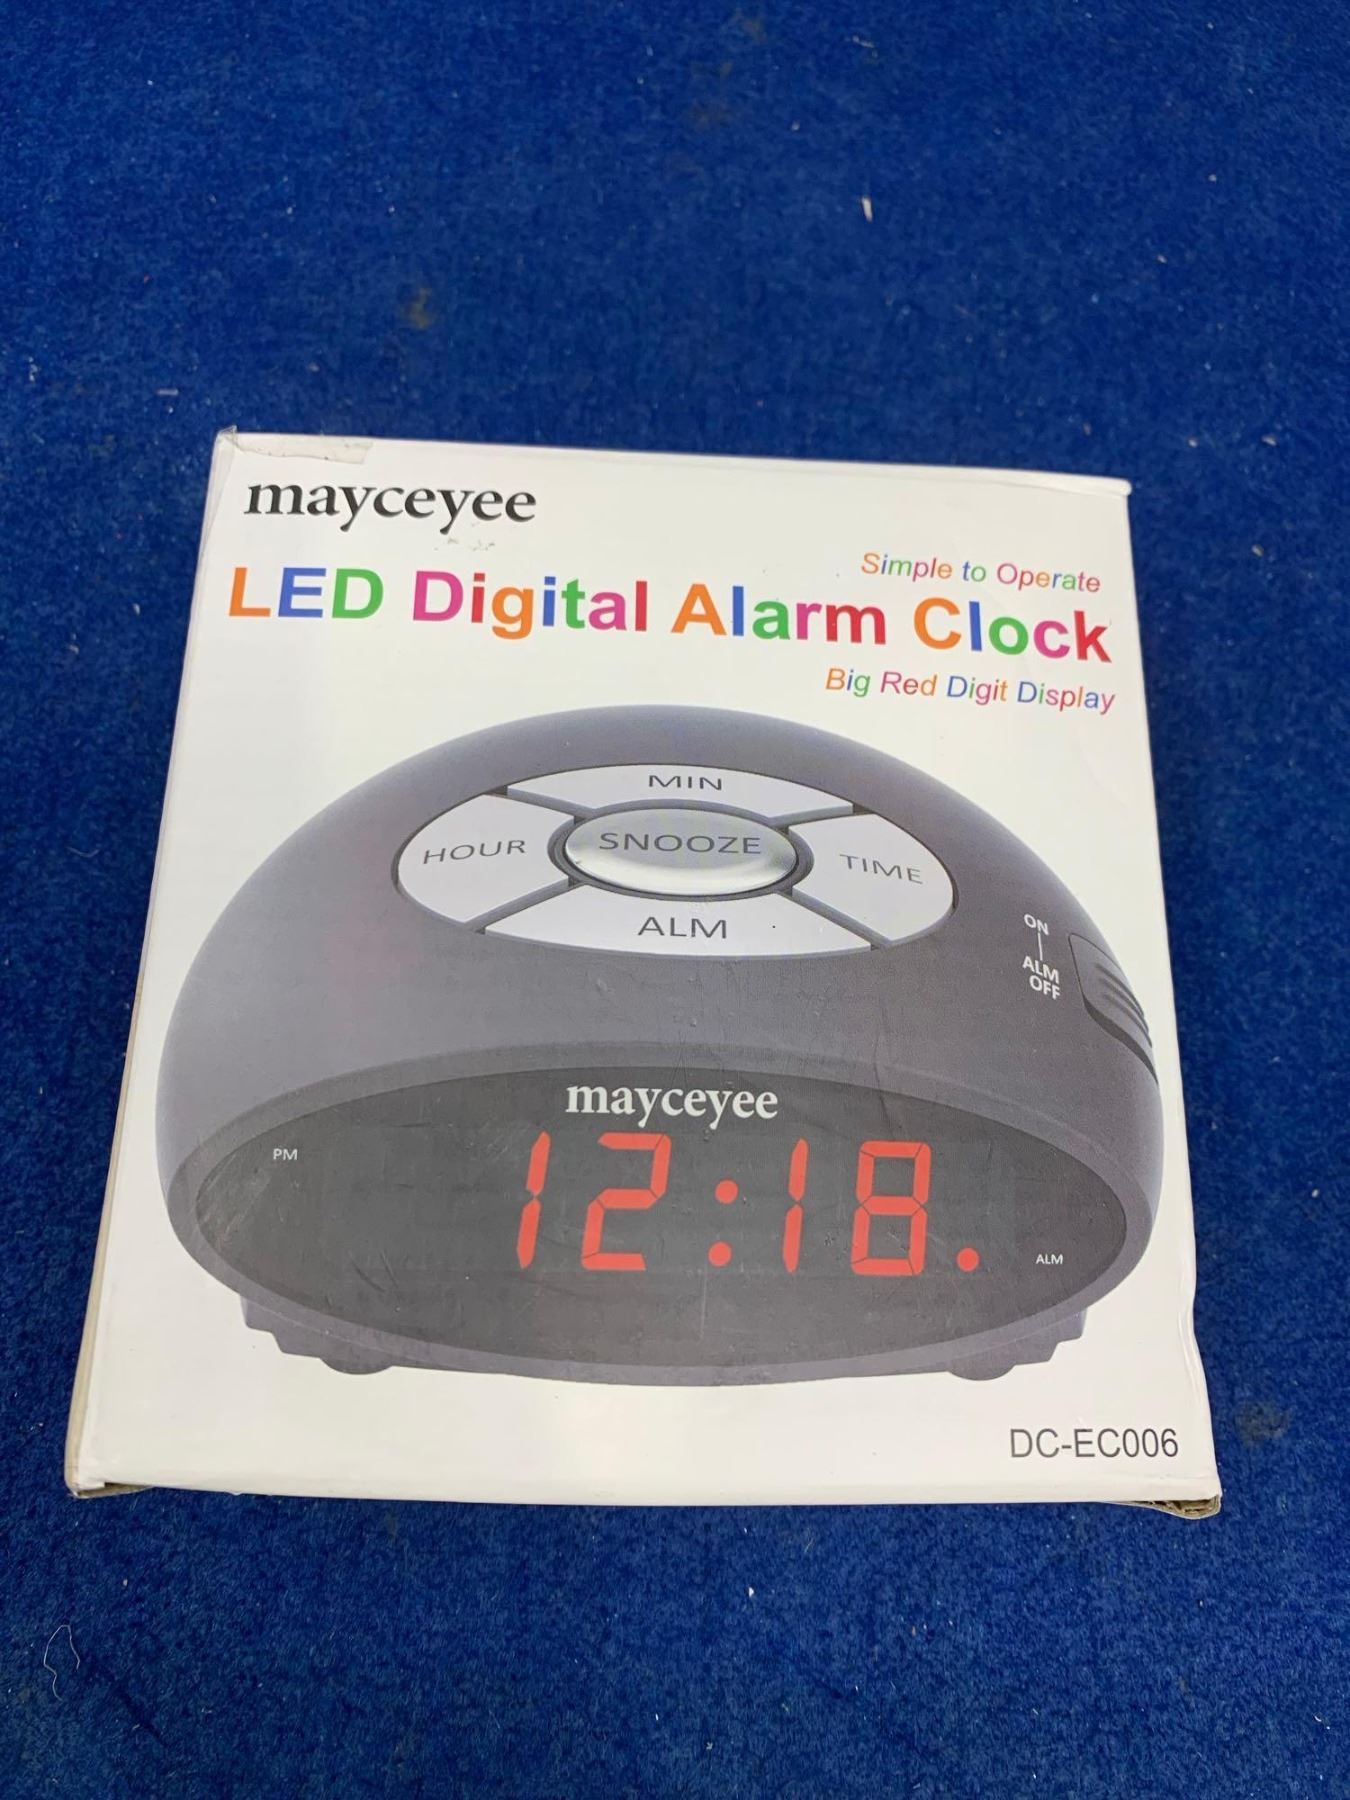 mayceyee
Simple to Operate
LED Digital Alarm Clock
Big Red Digit Display
MIN
HOUR
SNOOZE
TIME
ALM
ON
ALM
OFF
mayceyee
PM
12:18.
ALM
DC-EC006